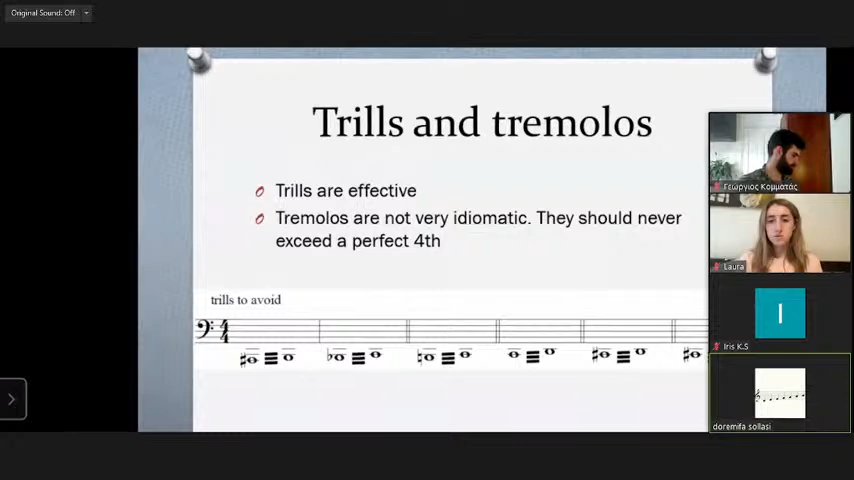 Original Sound: Off
Trills and tremolos
Trills are effective
Tremolos are not very idiomatic. They should never
exceed a perfect 4th
trills to avoid
Γεώργιος Κομματάς
Laura
I
Iris K.S
doremifa sollasi